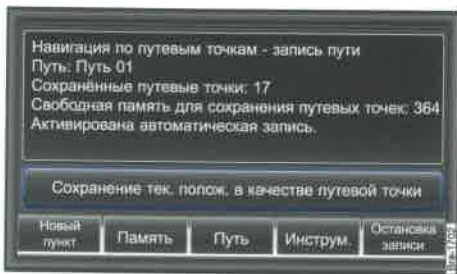 Навигация по путевым точкам - запись пути
Путь: Путь 01
Сохранённые путевые точки: 17
Свободная память для сохранения путевых точек: 364
Активирована автоматическая запись.
Сохранение тек. полож. в качестве путевой точки
Новый
пункт
Память
Путь
Инструм.
Остановка
записи